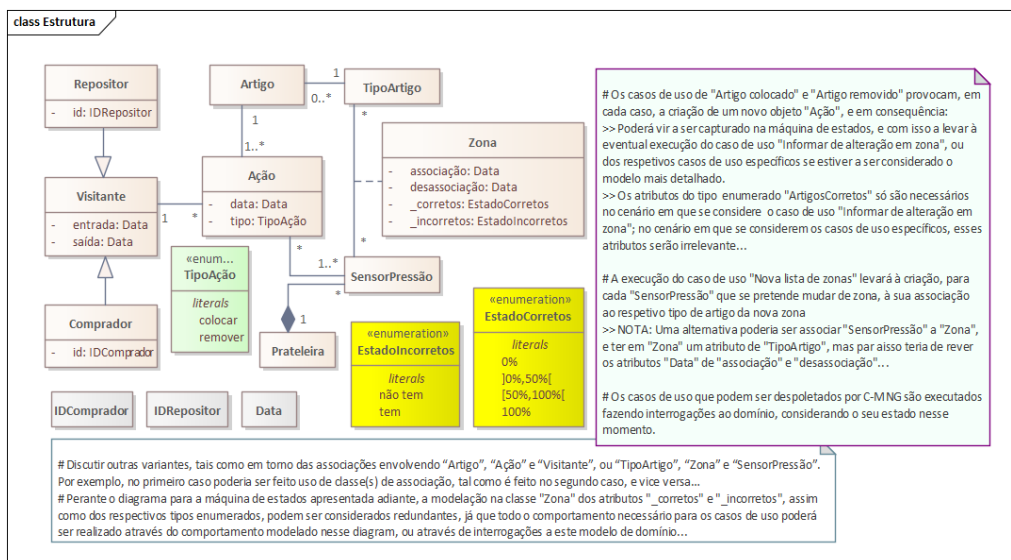 class Estrutura
Repositor
- id: IDRepositor
Artigo
1
0..*
TipoArtigo
1
1..*
*
Zona
- associação: Data
- desassociação: Data
- _corretos: EstadoCorretos
- _incorretos: EstadoIncorretos
Visitante
- entrada: Data
- saída: Data
1
*
Ação
- data: Data
- tipo: TipoAção
*
1..*
*
SensorPressão
*
1
Prateleira
«enum...
TipoAção
literals
colocar
remover
Comprador
- id: IDComprador
«enumeration»
EstadoIncorretos
literals
não tem
tem
«enumeration»
EstadoCorretos
literals
0%
]0%,50%[
[50%,100%[
100%
IDComprador
IDRepositor
Data
# Os casos de uso de "Artigo colocado" e "Artigo removido" provocam, em
cada caso, a criação de um novo objeto "Ação", e em consequência:
>> Poderá vir a ser capturado na máquina de estados, e com isso a levar à
eventual execução do caso de uso "Informar de alteração em zona", ou
dos respetivos casos de uso específicos se estiver a ser considerado o
modelo mais detalhado.
>> Os atributos do tipo enumerado "ArtigosCorretos" só são necessários
no cenário em que se considere o caso de uso "Informar de alteração em
zona"; no cenário em que se considerem os casos de uso específicos, esses
atributos serão irrelevante...
# A execução do caso de uso "Nova lista de zonas" levará à criação, para
cada "SensorPressão" que se pretende mudar de zona, à sua associação
ao respetivo tipo de artigo da nova zona
>> NOTA: Uma alternativa poderia ser associar "SensorPressão" a "Zona",
e ter em "Zona" um atributo de "TipoArtigo", mas par aisso teria de rever
os atributos "Data" de "associação" e "desassociação"...
# Os casos de uso que podem ser despoletados por C-MNG são executados
fazendo interrogações ao domínio, considerando o seu estado nesse
momento.
# Discutir outras variantes, tais como em torno das associações envolvendo “Artigo”, “Ação” e “Visitante”, ou “TipoArtigo”, “Zona” e “SensorPressão”.
Por exemplo, no primeiro caso poderia ser feito uso de classe(s) de associação, tal como é feito no segundo caso, e vice versa...
# Perante o diagrama para a máquina de estados apresentada adiante, a modelação na classe "Zona" dos atributos "_corretos" e "_incorretos", assim
como dos respectivos tipos enumerados, podem ser considerados redundantes, já que todo o comportamento necessário para os casos de uso poderá
ser realizado através do comportamento modelado nesse diagram, ou através de interrogações a este modelo de domínio...